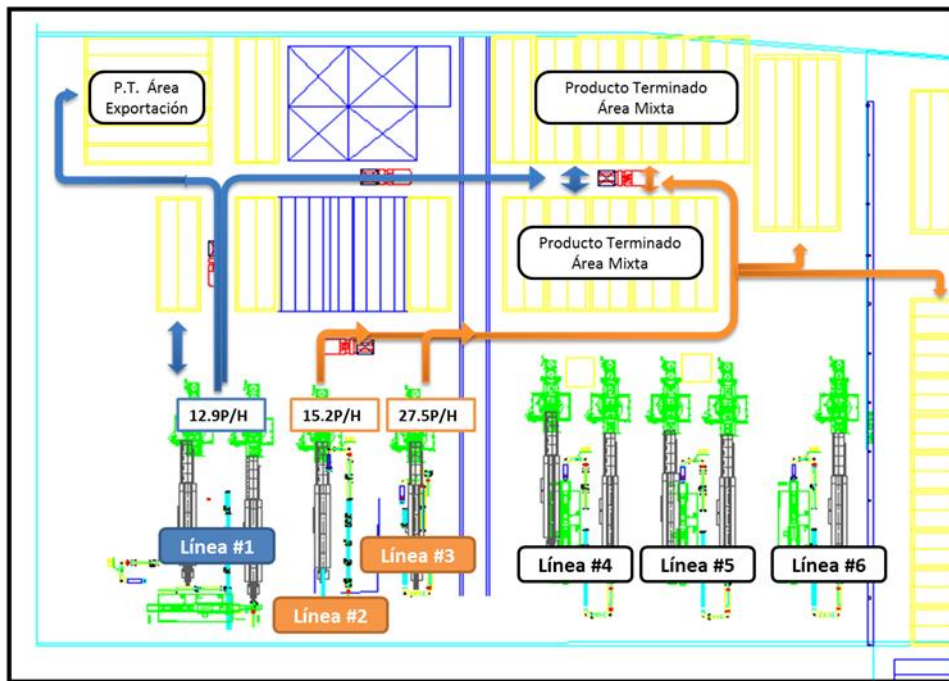 P.T. Área
Exportación
Producto Terminado
Área Mixta
Producto Terminado
Área Mixta
12.9P/H
15.2P/H
27.5P/H
Línea #1
Línea #2
Línea #3
Línea #4
Línea #5
Línea #6